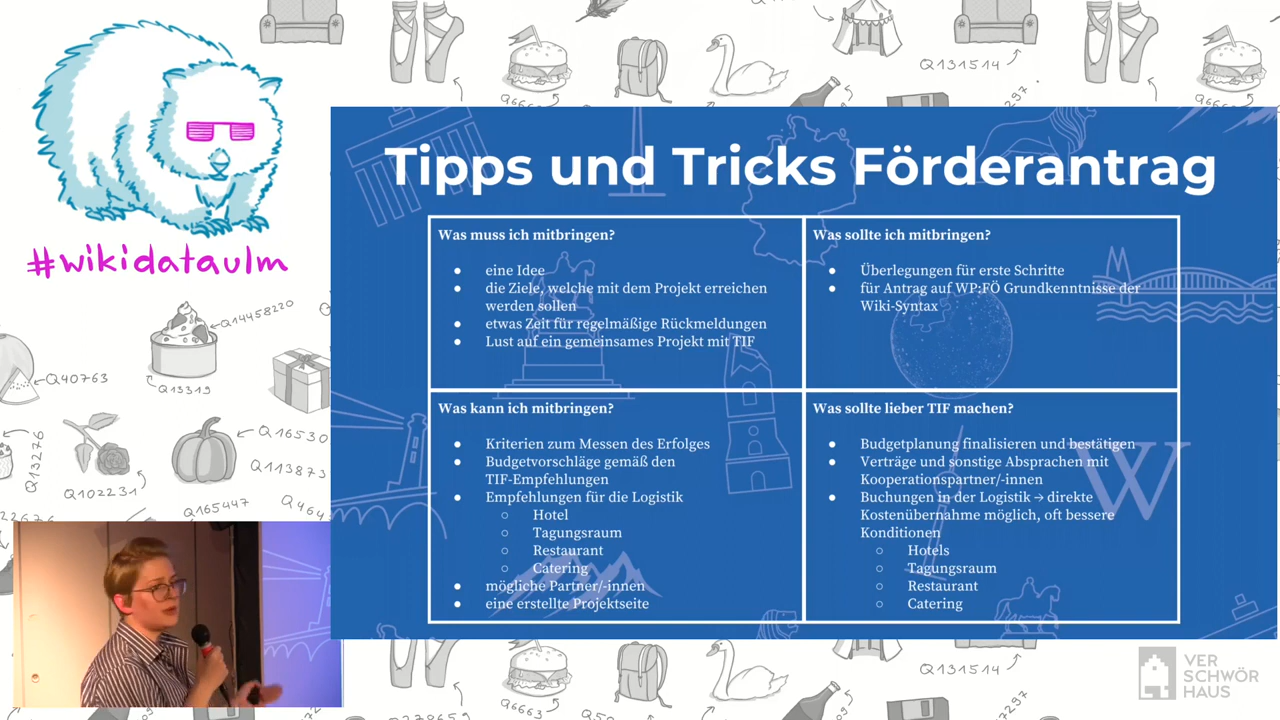 #wikidataulm
Q131514
Q6663
Q14458220
Q13319
Q40763
Q13276
Q102231
Q16530
Q113873
Q165447
Tipps und Tricks Förderantrag
Was muss ich mitbringen?
● eine Idee
● die Ziele, welche mit dem Projekt erreichen
werden sollen
● etwas Zeit für regelmäßige Rückmeldungen
● Lust auf ein gemeinsames Projekt mit TIF
Was sollte ich mitbringen?
● Überlegungen für erste Schritte
● für Antrag auf WP:FÖ Grundkenntnisse der
Wiki-Syntax
Was kann ich mitbringen?
● Kriterien zum Messen des Erfolges
● Budgetvorschläge gemäß den
TIF-Empfehlungen
● Empfehlungen für die Logistik
○ Hotel
○ Tagungsraum
○ Restaurant
○ Catering
● mögliche Partner/-innen
● eine erstellte Projektseite
Was sollte lieber TIF machen?
● Budgetplanung finalisieren und bestätigen
● Verträge und sonstige Absprachen mit
Kooperationspartner/-innen
● Buchungen in der Logistik → direkte
Kostenübernahme möglich, oft bessere
Konditionen
○ Hotels
○ Tagungsraum
○ Restaurant
○ Catering
W
Q6663
Q131514
VER
SCHWÖR
HAUS